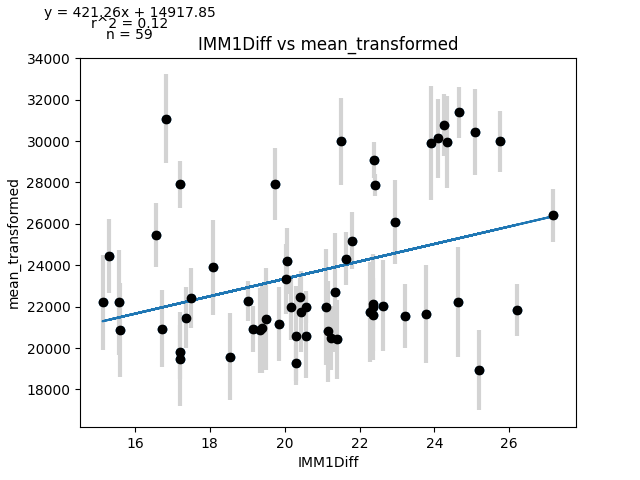 y = 421.26x + 14917.85
r^2 = 0.12
n = 59
IMM1Diff vs mean_transformed
34000
32000
30000
28000
26000
24000
22000
20000
18000
mean_transformed
16 18 20 22 24 26
IMM1Diff